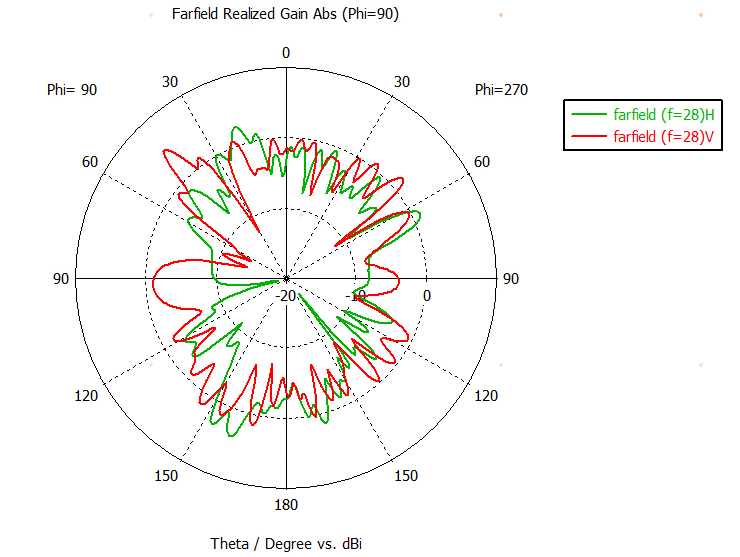 Farfield Realized Gain Abs (Phi=90)
0
30 30
Phi= 90 Phi=270
farfield (f=28)H
farfield (f=28)V
60 60
90 90
-20 -10 0
120 120
150 150
180
Theta / Degree vs. dBi